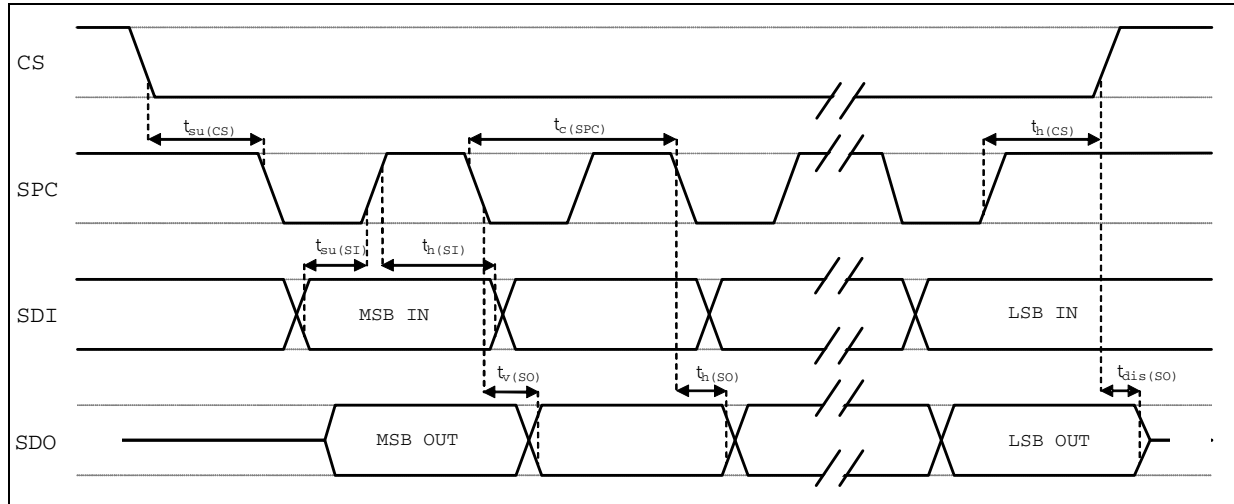 CS
tsu(CS)
tc(SPC)
th(CS)
SPC
tsu(SI)
th(SI)
SDI
MSB IN
LSB IN
tv(SO)
th(SO)
tdis(SO)
SDO
MSB OUT
LSB OUT